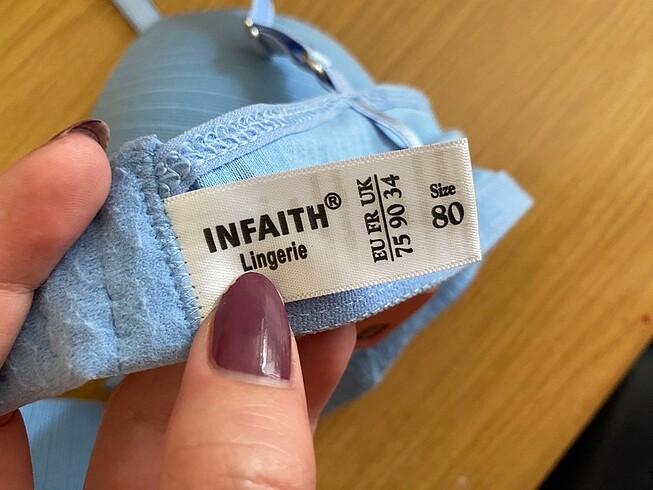 INFAITH®
Lingerie
EU FR UK
75 90 34
Size
80